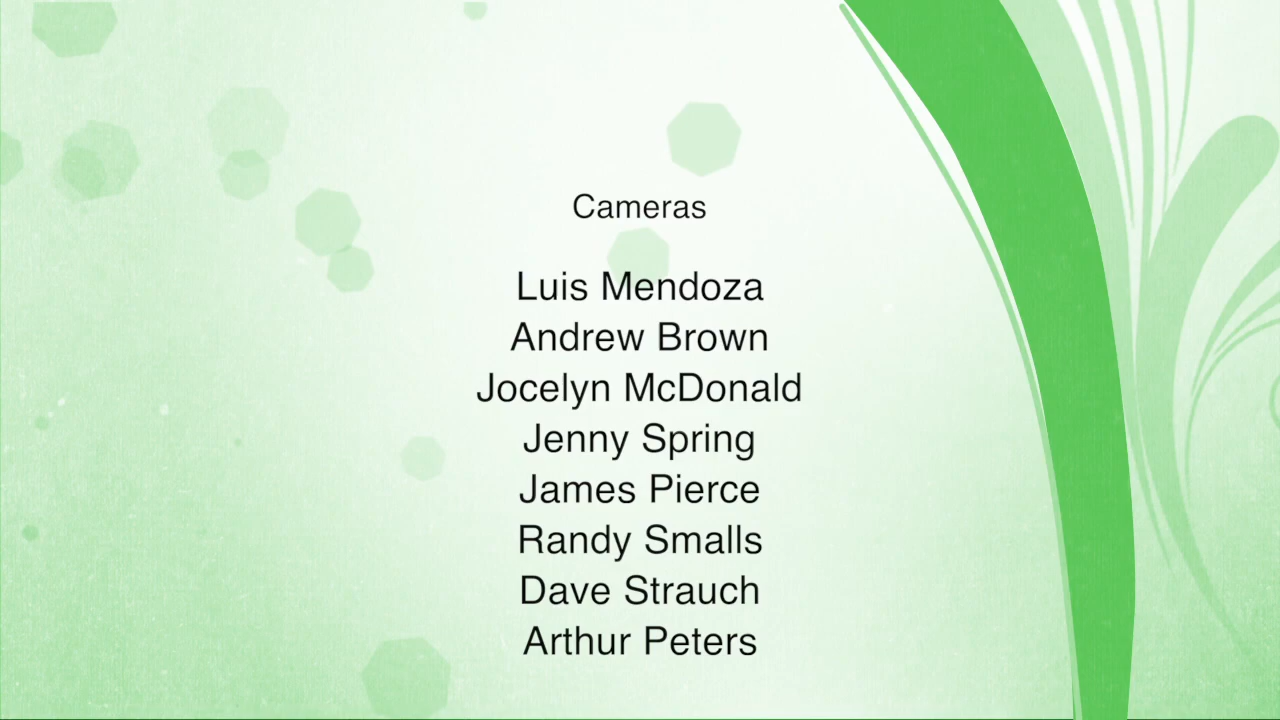 Cameras
Luis Mendoza
Andrew Brown
Jocelyn McDonald
Jenny Spring
James Pierce
Randy Smalls
Dave Strauch
Arthur Peters